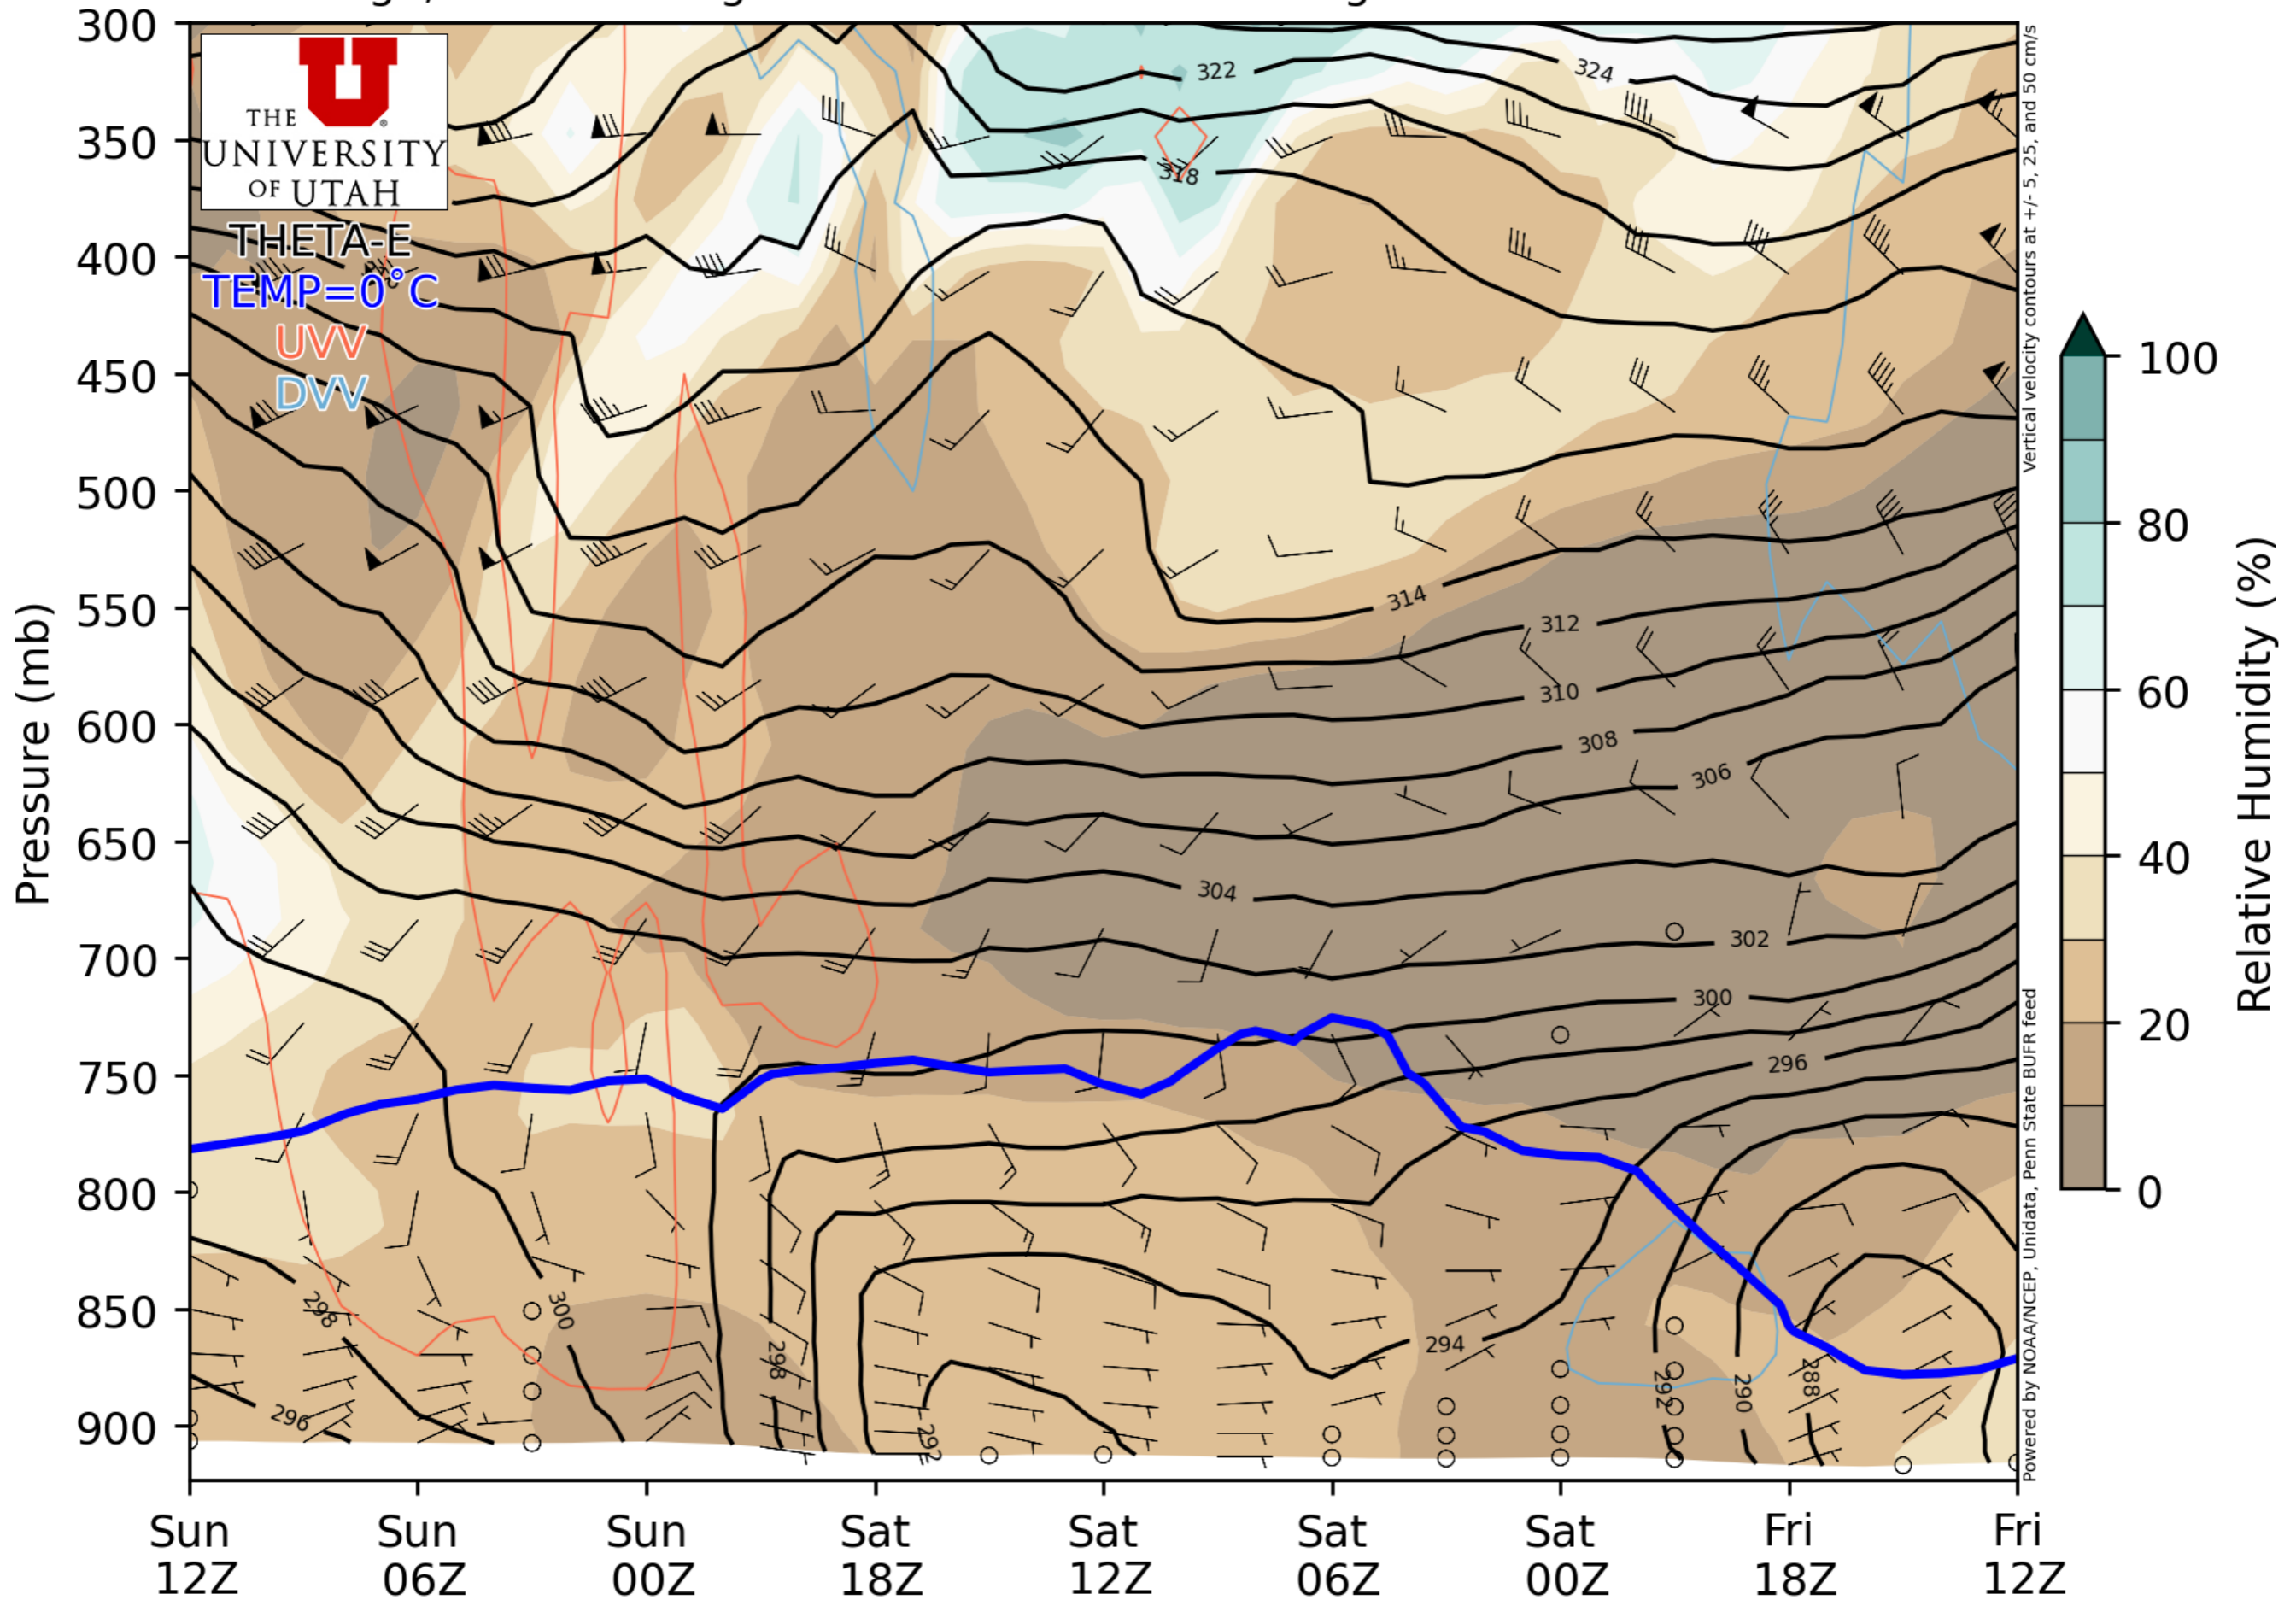 300
350
400
450
500
550
600
650
700
750
800
850
900
Pressure (mb)
THE
U
®
UNIVERSITY
OF UTAH
THETA-E
TEMP=0°C
UVV
DVV
322
324
318
314
312
310
308
306
304
302
300
296
298
300
298
294
292
290
288
296
292
Sun
12Z
Sun
06Z
Sun
00Z
Sat
18Z
Sat
12Z
Sat
06Z
Sat
00Z
Fri
18Z
Fri
12Z
Vertical velocity contours at +/- 5, 25, and 50 cm/s
Powered by NOAA/NCEP, Unidata, Penn State BUFR feed
100
80
60
40
20
0
Relative Humidity (%)